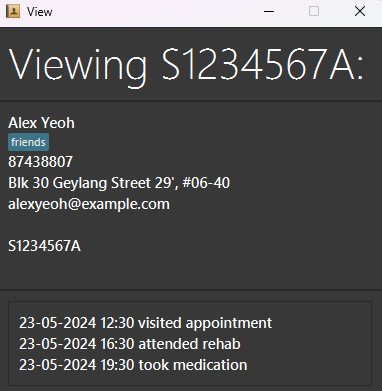 View
Viewing S1234567A:
Alex Yeoh
friends
87438807
Blk 30 Geylang Street 29', #06-40
alexyeoh@example.com
S1234567A
23-05-2024 12:30 visited appointment
23-05-2024 16:30 attended rehab
23-05-2024 19:30 took medication